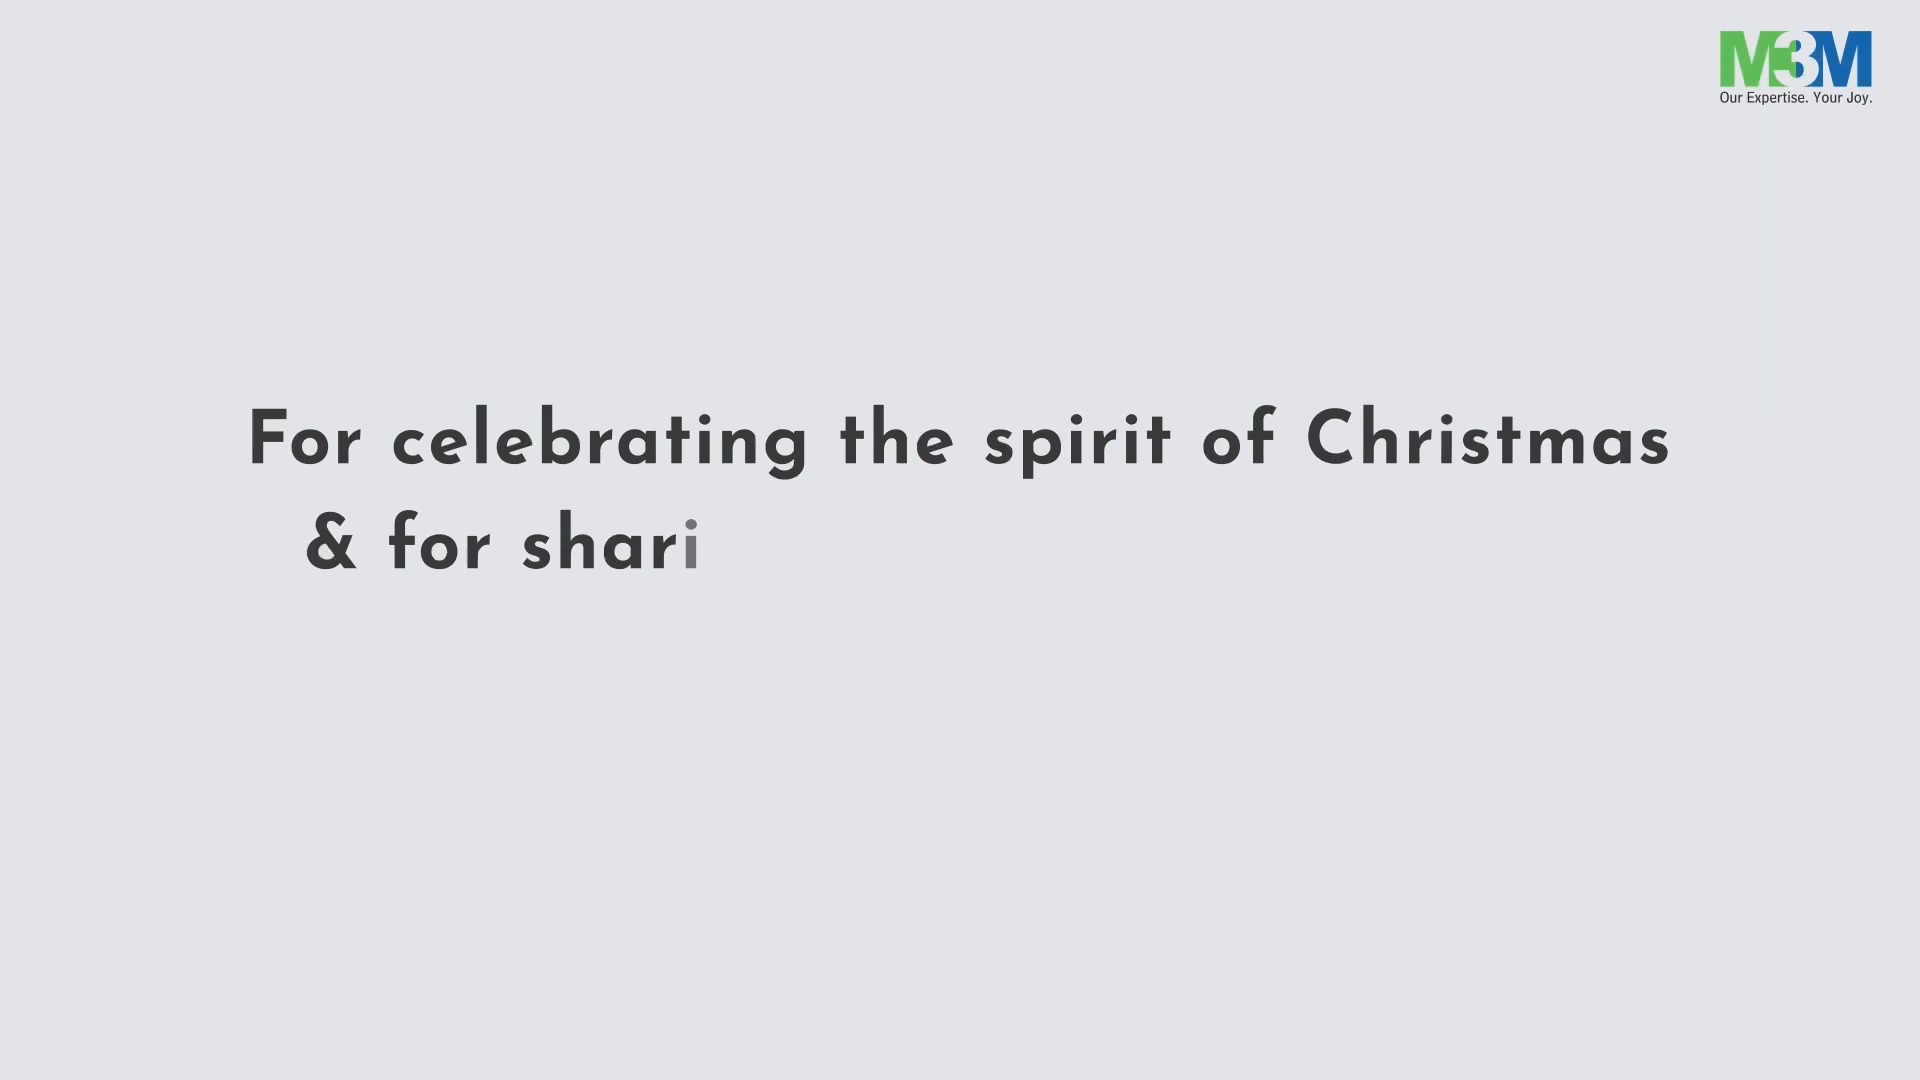 M3M
Our Expertise. Your Joy.
For celebrating the spirit of Christmas
& for shari